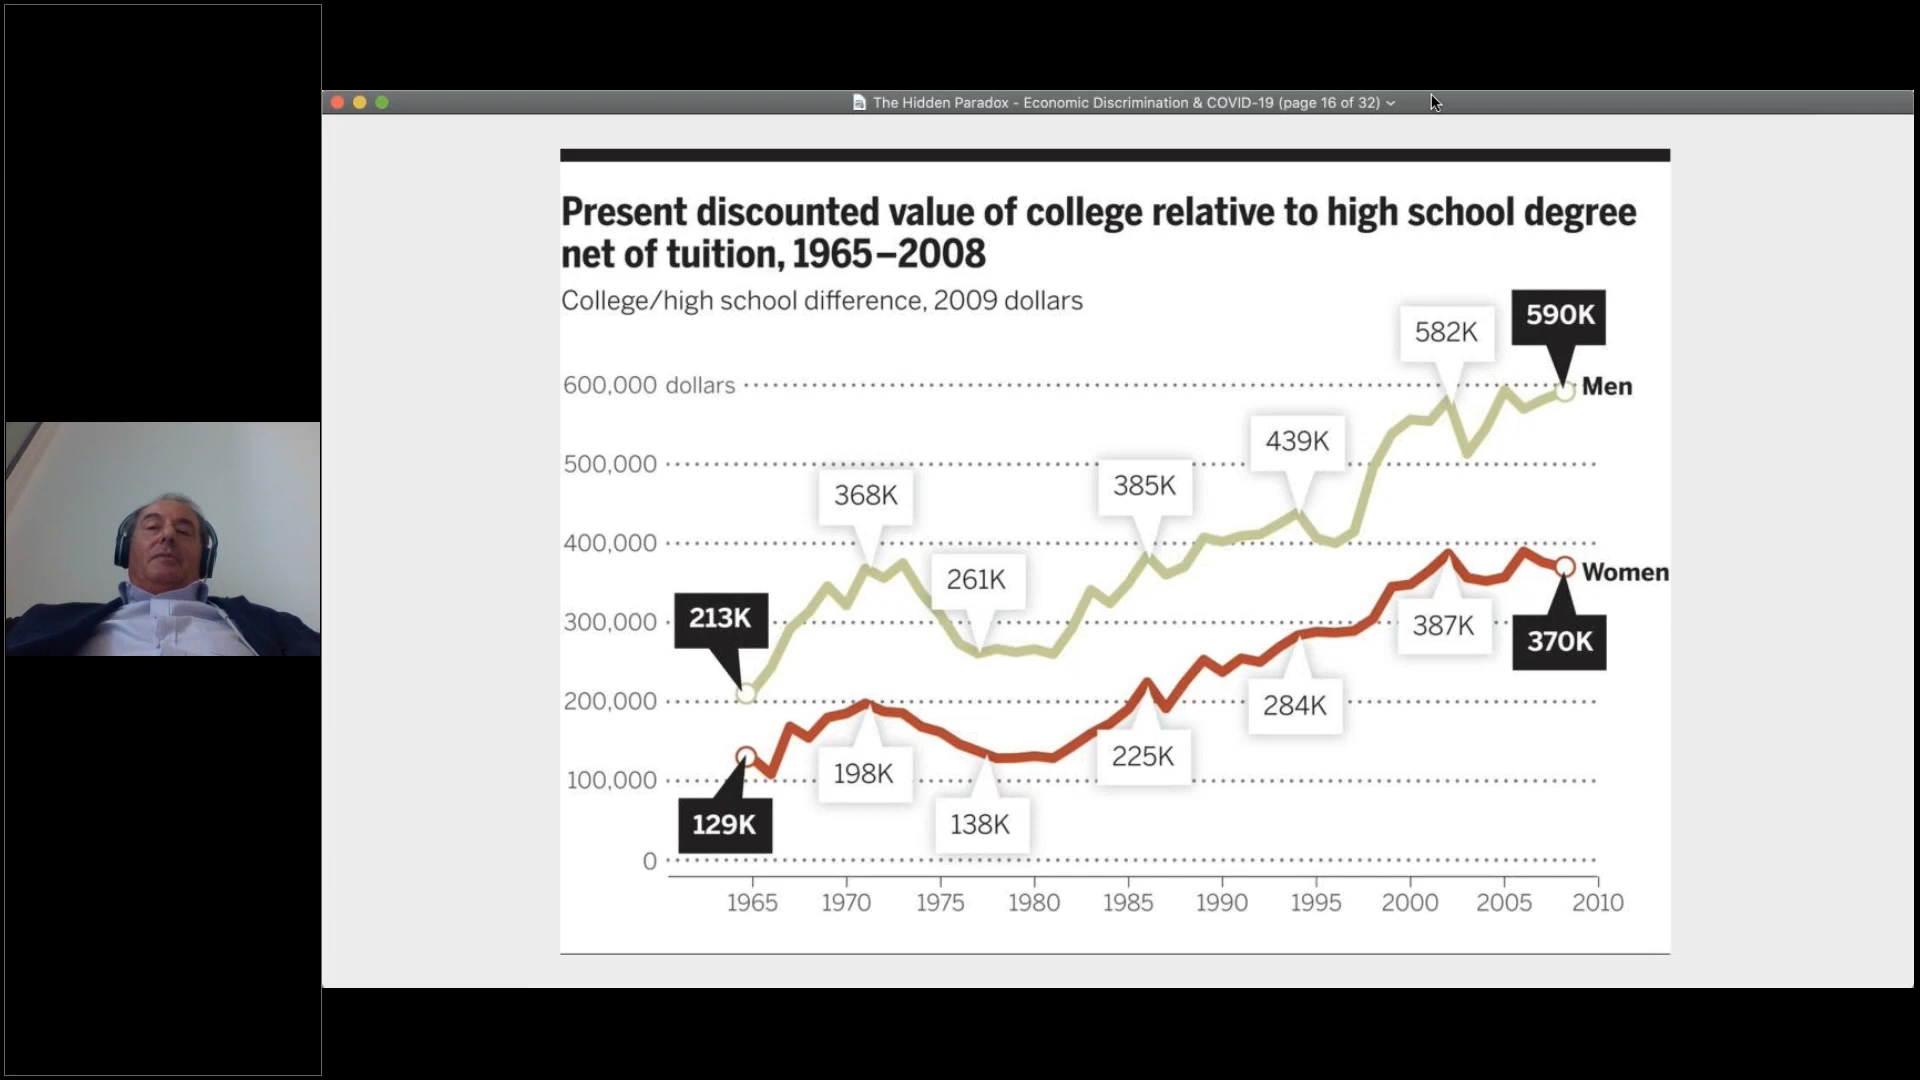 The Hidden Paradox - Economic Discrimination & COVID-19 (page 16 of 32)
Present discounted value of college relative to high school degree
net of tuition, 1965–2008
College/high school difference, 2009 dollars
590K
582K
600,000 dollars
Men
439K
500,000
385K
368K
400,000
261K
Women
213K
300,000
387K
370K
200,000
284K
225K
198K
100,000
129K
138K
0
1965 1970 1975 1980 1985 1990 1995 2000 2005 2010